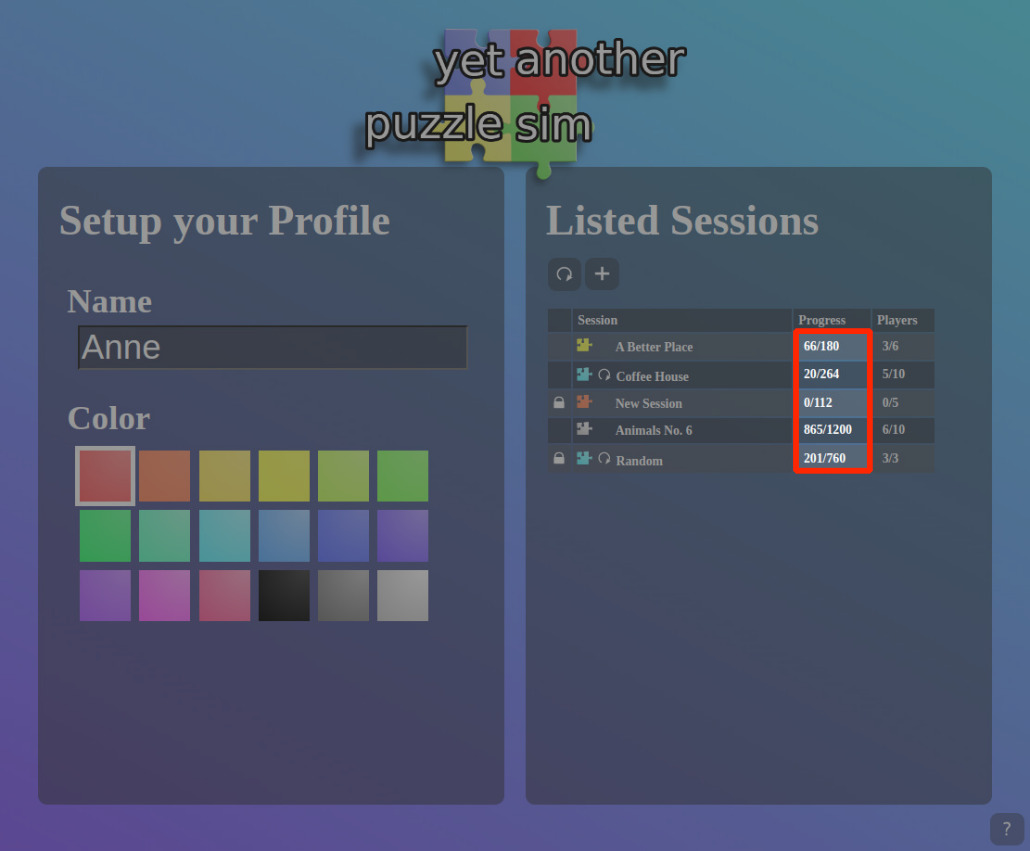 yet another
puzzle sim
Setup your Profile
Name
Anne
Color
Listed Sessions
+
Session Progress Players
A Better Place 66/180 3/6
Coffee House 20/264 5/10
New Session 0/112 0/5
Animals No. 6 865/1200 6/10
Random 201/760 3/3
?